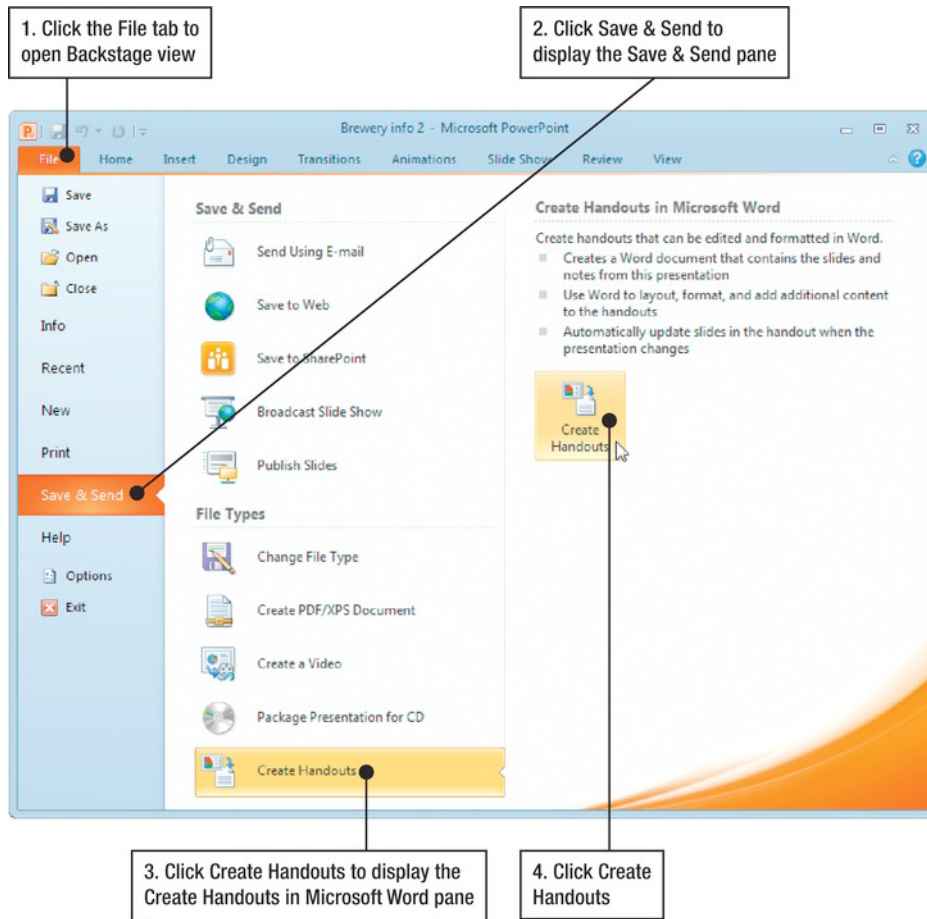 1. Click the File tab to
open Backstage view
2. Click Save & Send to
display the Save & Send pane
Brewery info 2 - Microsoft PowerPoint
File
Home
Insert
Design
Transitions
Animations
Slide Show
Review
View
Save
Save As
Open
Close
Info
Recent
New
Print
Save & Send
Help
Options
Exit
Save & Send
Send Using E-mail
Save to Web
Save to SharePoint
Broadcast Slide Show
Publish Slides
File Types
Change File Type
Create PDF/XPS Document
Create a Video
Package Presentation for CD
Create Handouts
Create Handouts in Microsoft Word
Create handouts that can be edited and formatted in Word.
Creates a Word document that contains the slides and
notes from this presentation
Use Word to layout, format, and add additional content
to the handouts
Automatically update slides in the handout when the
presentation changes
Create
Handouts
3. Click Create Handouts to display the
Create Handouts in Microsoft Word pane
4. Click Create
Handouts